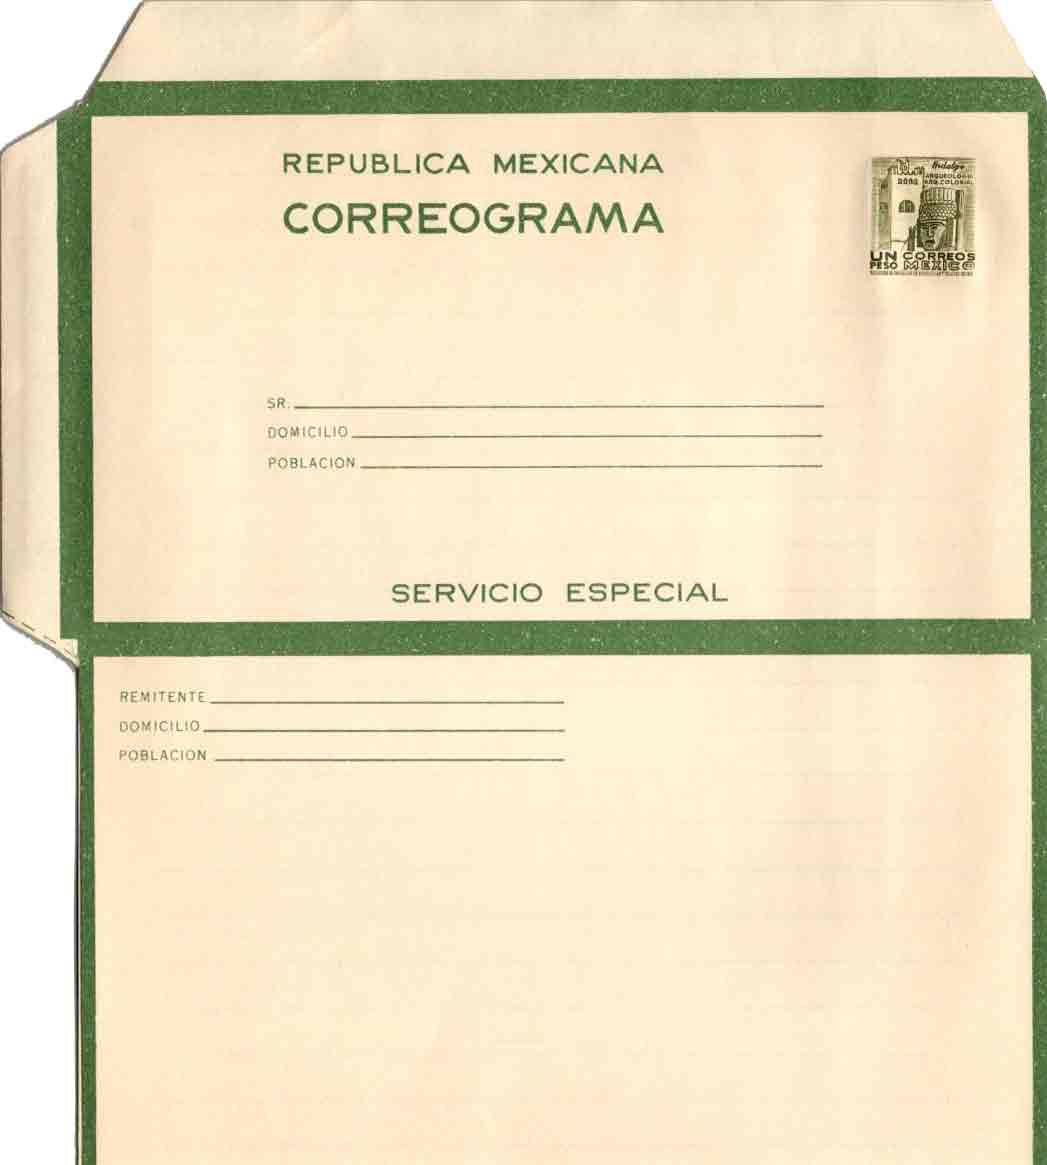 REPUBLICA MEXICANA
CORREOGRAMA
Hidalgo
ARQUEOLOGIA
ARQ.COLONIAL
UN PESO
CORREOS
MEXICO
SR.
DOMICILIO
POBLACION
SERVICIO ESPECIAL
REMITENTE
DOMICILIO
POBLACION